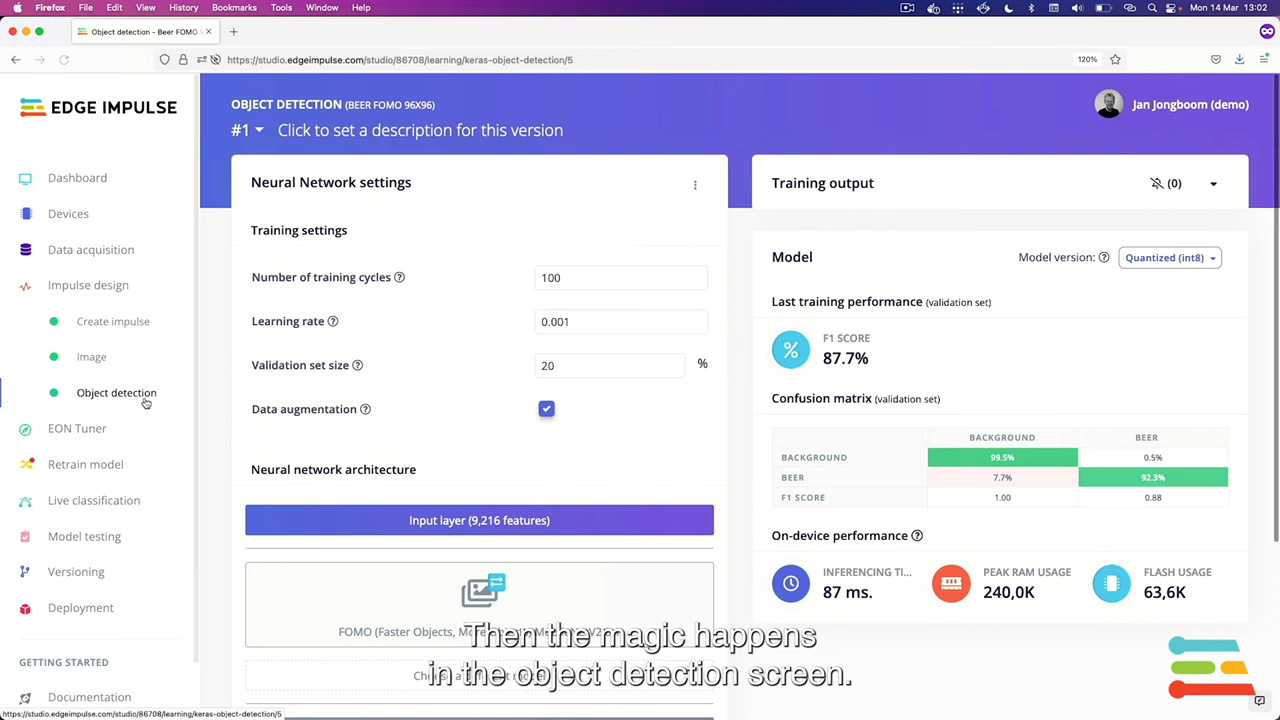 Firefox File Edit View History Bookmarks Tools Window Help Mon 14 Mar 13:02
Object detection - Beer FOMO
https://studio.edgeimpulse.com/studio/86708/learning/keras-object-detection/5 120%
EDGE IMPULSE
Dashboard
Devices
Data acquisition
Impulse design
Create impulse
Image
Object detection
EON Tuner
Retrain model
Live classification
Model testing
Versioning
Deployment
GETTING STARTED
Documentation
https://studio.edgeimpulse.com/studio/86708/learning/keras-object-detection/5
OBJECT DETECTION (BEER FOMO 96X96)
#1 Click to set a description for this version
Jan Jongboom (demo)
Neural Network settings
Training settings
Number of training cycles ? 100
Learning rate ? 0.001
Validation set size ? 20 %
Data augmentation ?
Neural network architecture
Input layer (9,216 features)
FOMO (Faster Objects,
Training output (0)
Model Model version: ? Quantized (int8)
Last training performance (validation set)
% F1 SCORE
87.7%
Confusion matrix (validation set)
BACKGROUND BEER
BACKGROUND 99.5% 0.5%
BEER 7.7% 92.3%
F1 SCORE 1.00 0.88
On-device performance ?
INFERENCING TI... PEAK RAM USAGE FLASH USAGE
87 ms. 240,0K 63,6K
Then the magic happens
in the object detection screen.